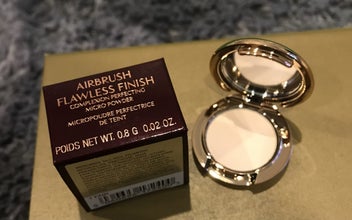 AIRBRUSH
FLAWLESS FINISH
COMPLEXION PERFECTING
MICRO POWDER
MICROPOUDRE PERFECTRICE
DE TEINT
POIDS NET WT. 0.8 G 0.02 OZ.